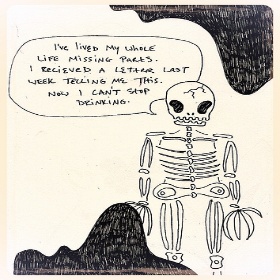 I'VE LIVED MY WHOLE
LIFE MISSING PARTS.
I RECIEVED A LETTER LAST
WEEK TELLING ME THIS.
NOW I CAN'T STOP
DRINKING.